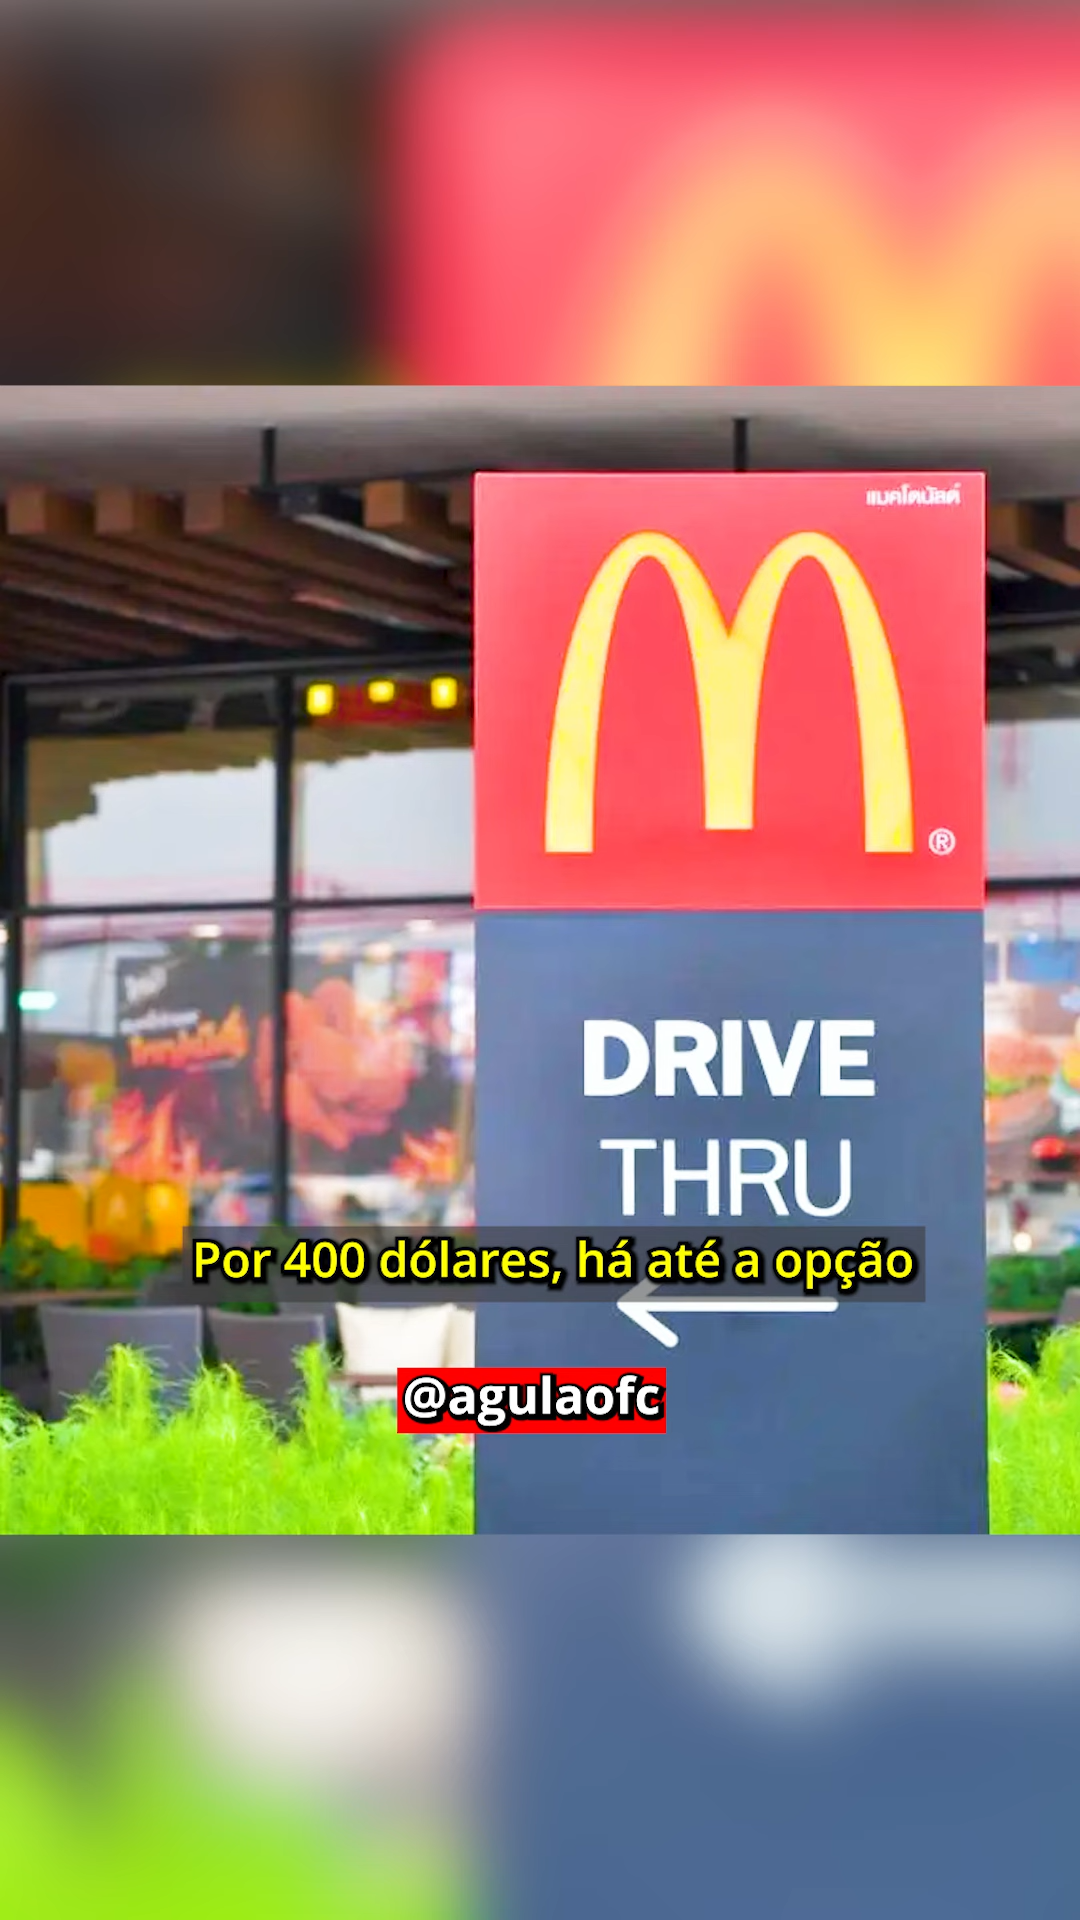 แมคโดนัลด์
®
DRIVE
THRU
Por 400 dólares, há até a opção
@agulaofc